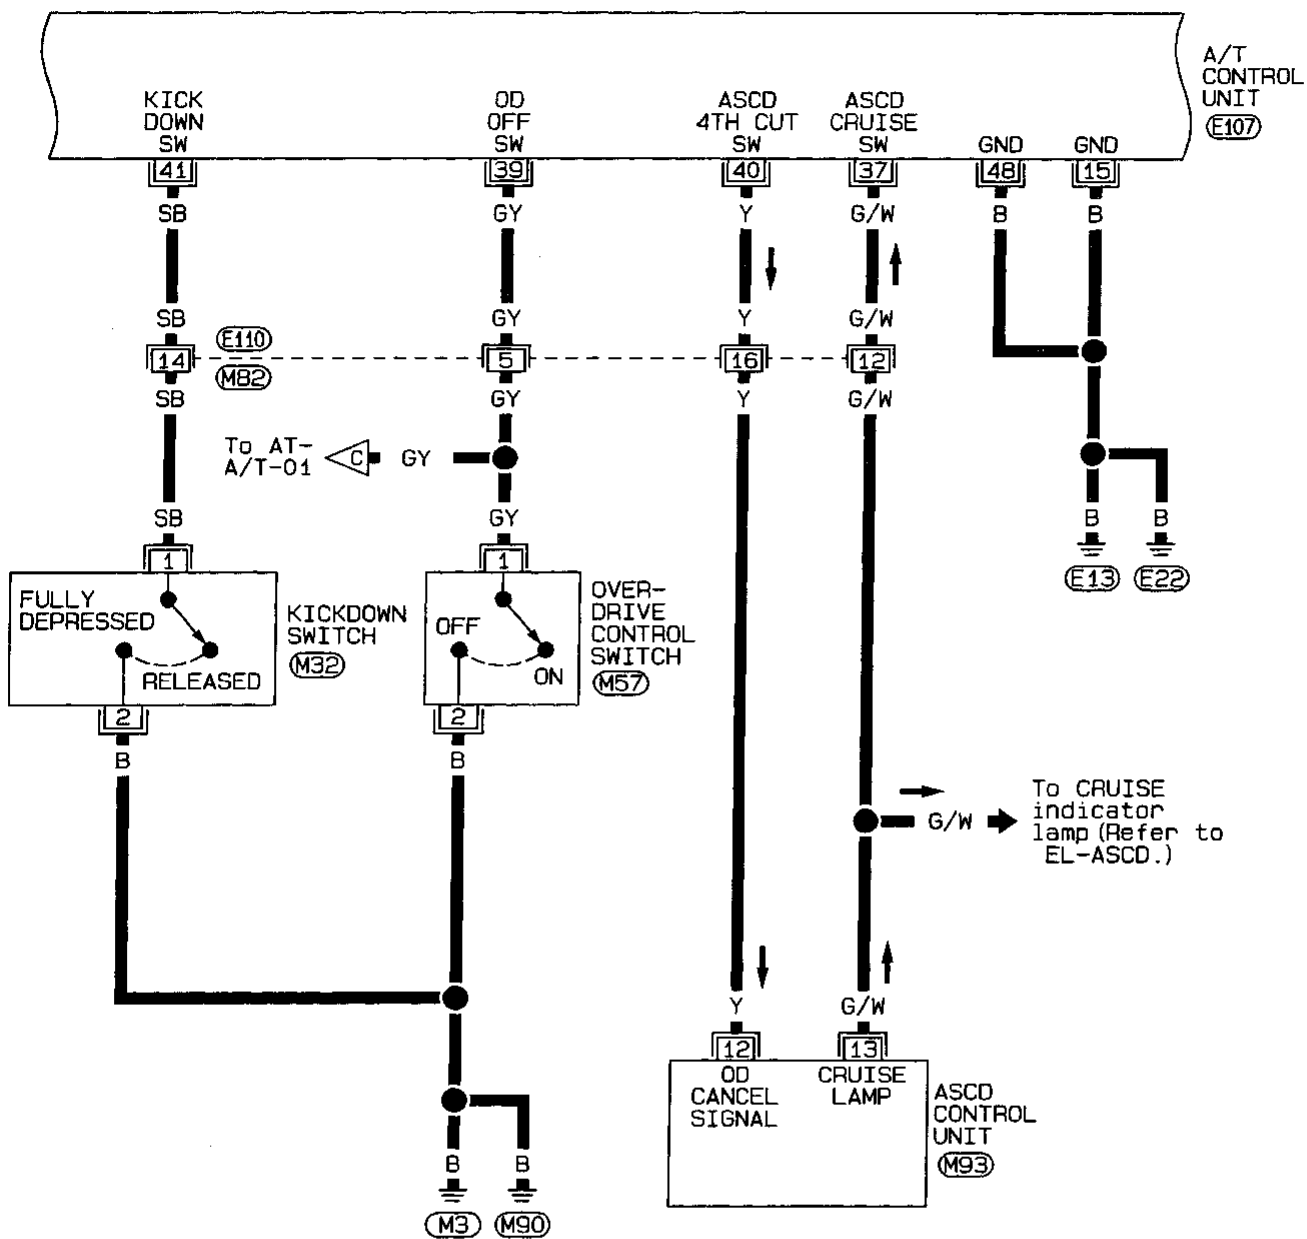 A/T
CONTROL
UNIT
E107
KICK
DOWN
SW
OD
OFF
SW
ASCD
4TH CUT
SW
ASCD
CRUISE
SW
GND
GND
41
39
40
37
48
15
SB
GY
Y
G/W
B
B
SB
GY
Y
G/W
E110
14
5
16
12
M82
SB
GY
Y
G/W
To AT-
A/T-01
C
GY
SB
GY
B
B
1
1
E13
E22
FULLY
DEPRESSED
RELEASED
KICKDOWN
SWITCH
M32
OFF
ON
OVER-
DRIVE
CONTROL
SWITCH
M57
2
2
B
B
G/W
To CRUISE
indicator
lamp (Refer to
EL-ASCD.)
Y
G/W
12
13
OD
CANCEL
SIGNAL
CRUISE
LAMP
ASCD
CONTROL
UNIT
M93
B
B
M3
M90